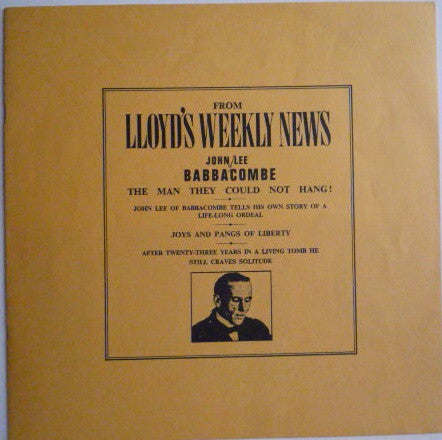 FROM
LLOYD'S WEEKLY NEWS
JOHN LEE
of
BABBACOMBE
THE MAN THEY COULD NOT HANG!
JOHN LEE OF BABBACOMBE TELLS HIS OWN STORY OF A
LIFE-LONG ORDEAL
JOYS AND PANGS OF LIBERTY
AFTER TWENTY-THREE YEARS IN A LIVING TOMB HE
STILL CRAVES SOLITUDE